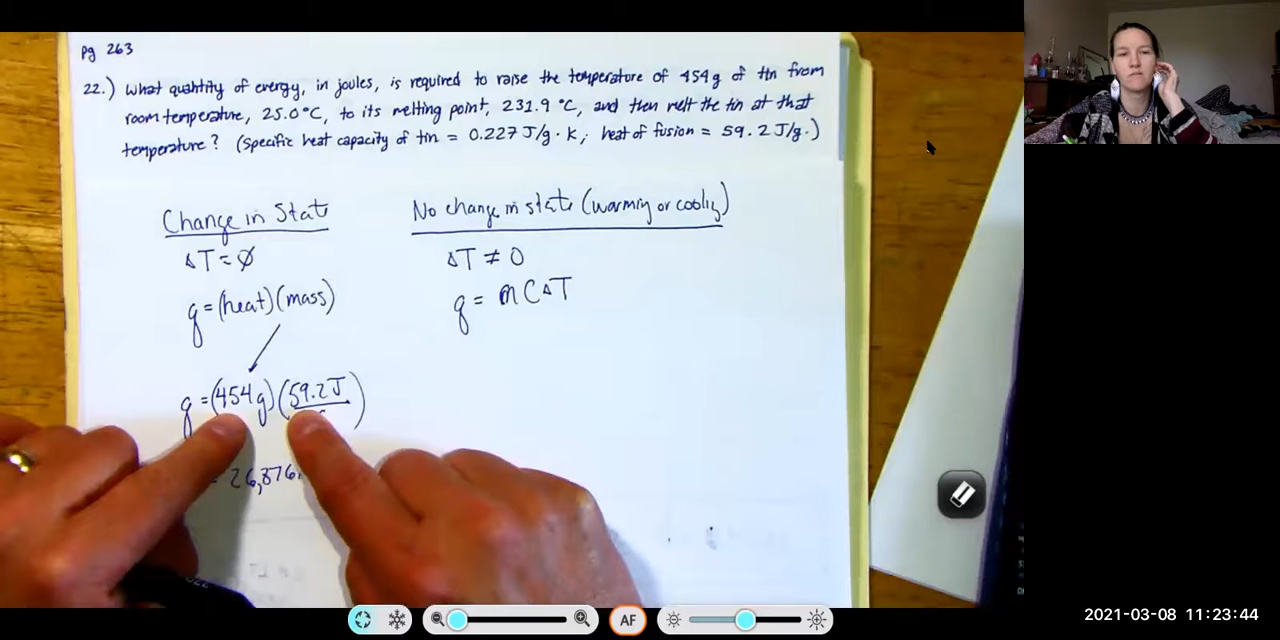 pg 263
22.) What quantity of energy, in joules, is required to raise the temperature of 454 g of tin from
room temperature, 25.0 °C, to its melting point, 231.9 °C, and then melt the tin at that
temperature? (Specific heat capacity of tin = 0.227 J/g · K; heat of fusion = 59.2 J/g.)
Change in State
No change in state (warming or cooling)
ΔT = ∅
ΔT ≠ 0
q = (heat)(mass)
q = m C ΔT
q = (454 g) (59.2 J
26,876.
AF
2021-03-08 11:23:44